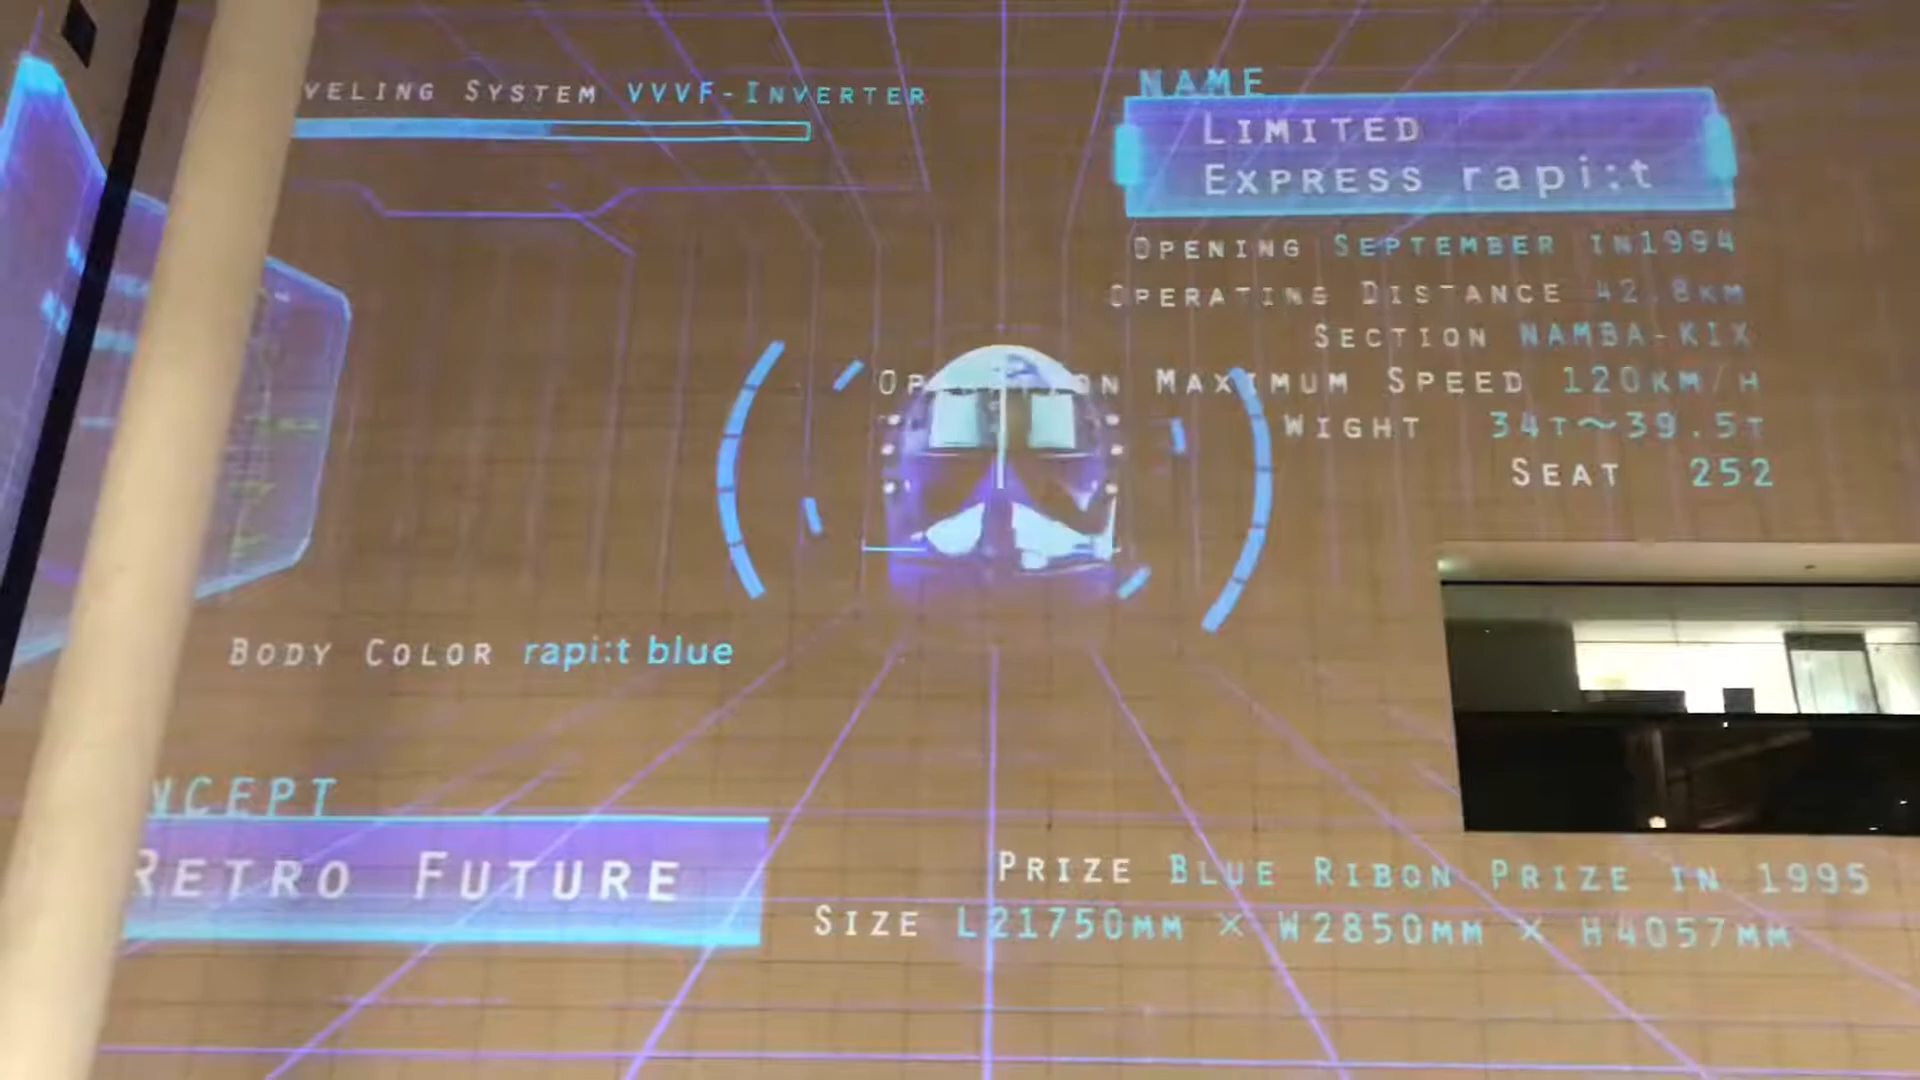 VELING SYSTEM VVVF-INVERTER
NAME
LIMITED
EXPRESS rapi:t
OPENING SEPTEMBER IN1994
OPERATING DISTANCE 42.8KM
SECTION NAMBA-KIX
OPERATION MAXIMUM SPEED 120KM/H
WIGHT 34T～39.5T
SEAT 252
BODY COLOR rapi:t blue
NCEPT
RETRO FUTURE
PRIZE BLUE RIBON PRIZE IN 1995
SIZE L21750MM × W2850MM × H4057MM